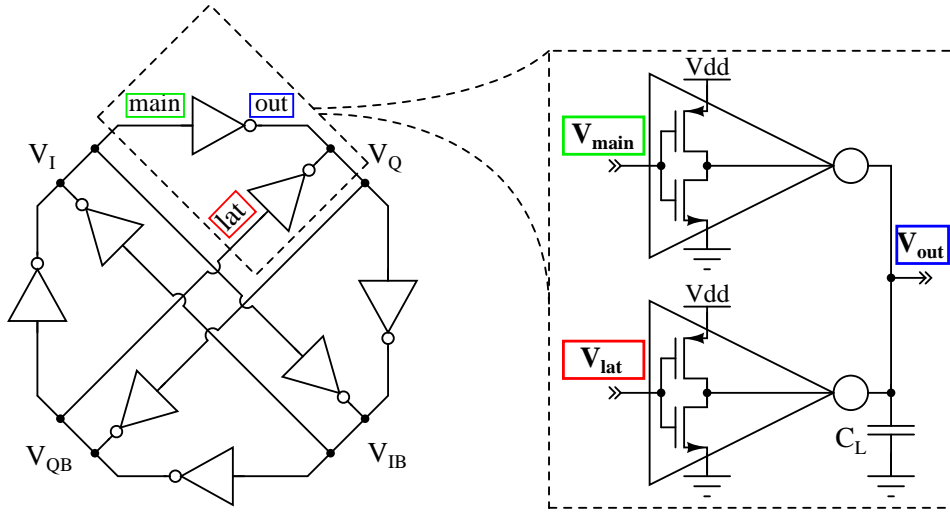 main
out
V_I
V_Q
lat
V_QB
V_IB
Vdd
V_main
V_out
Vdd
V_lat
C_L